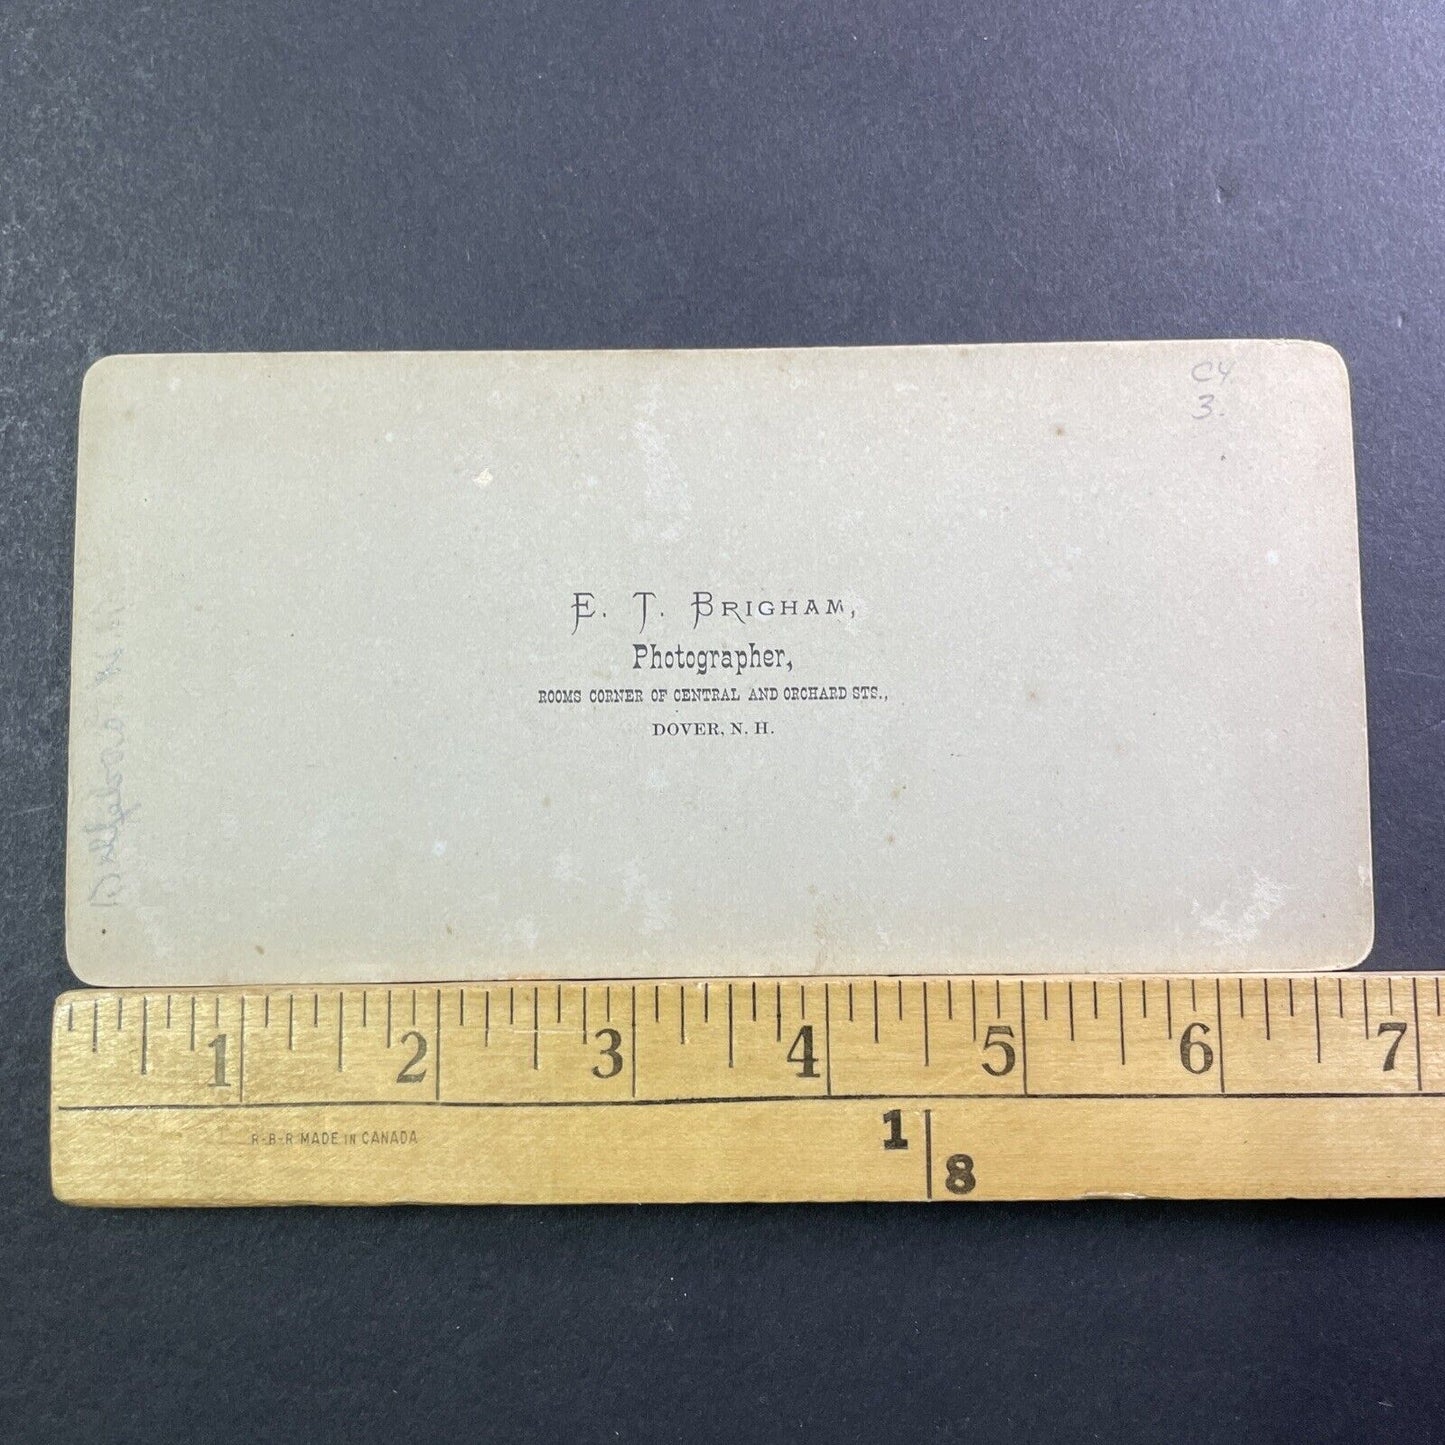 C4
3.
E. T. BRIGHAM,
Photographer,
ROOMS CORNER OF CENTRAL AND ORCHARD STS.,
DOVER, N. H.
1 2 3 4 5 6 7
R-B-R MADE IN CANADA
1
8